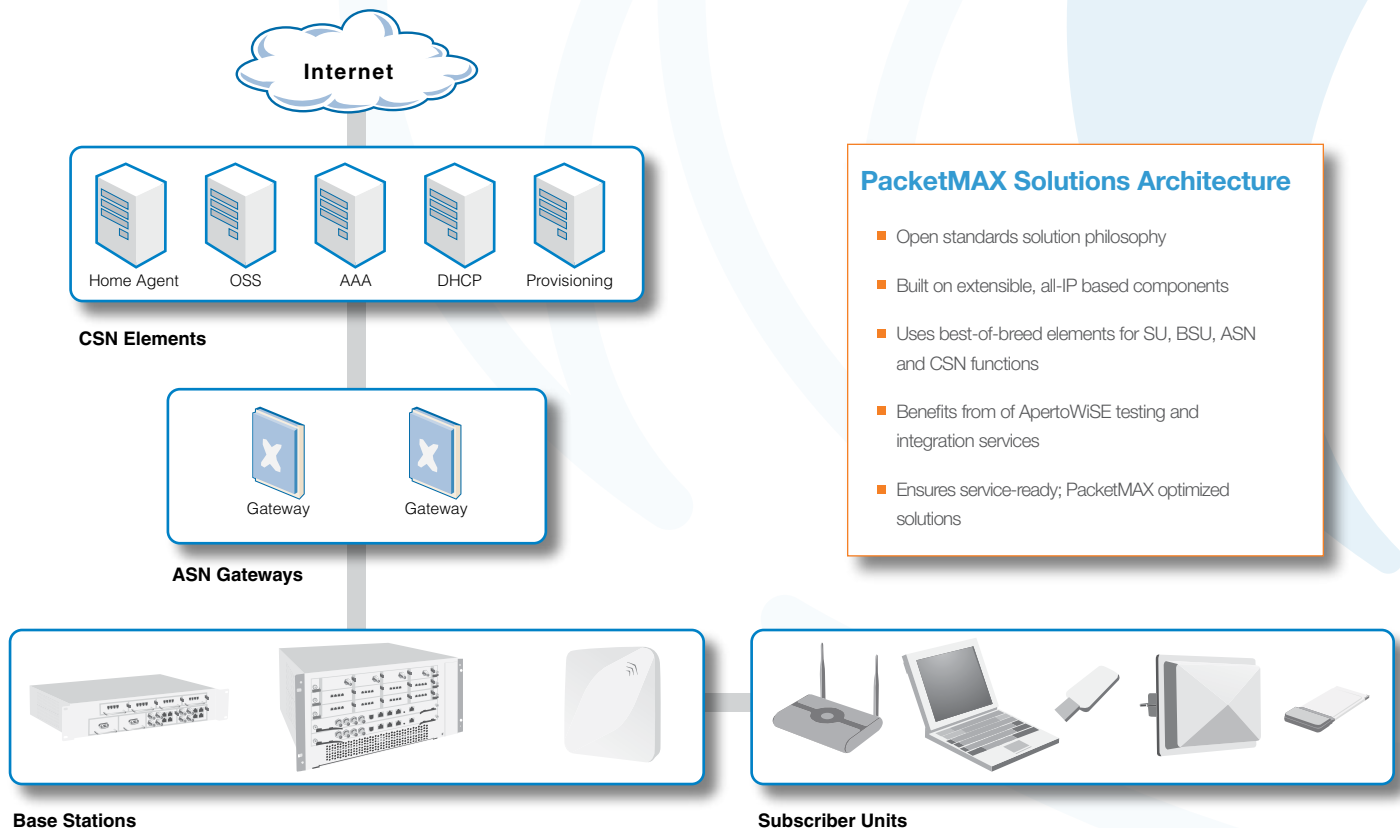 Internet
Home Agent
OSS
AAA
DHCP
Provisioning
CSN Elements
Gateway
Gateway
ASN Gateways
Base Stations
Subscriber Units
PacketMAX Solutions Architecture
Open standards solution philosophy
Built on extensible, all-IP based components
Uses best-of-breed elements for SU, BSU, ASN
and CSN functions
Benefits from of ApertoWiSE testing and
integration services
Ensures service-ready; PacketMAX optimized
solutions